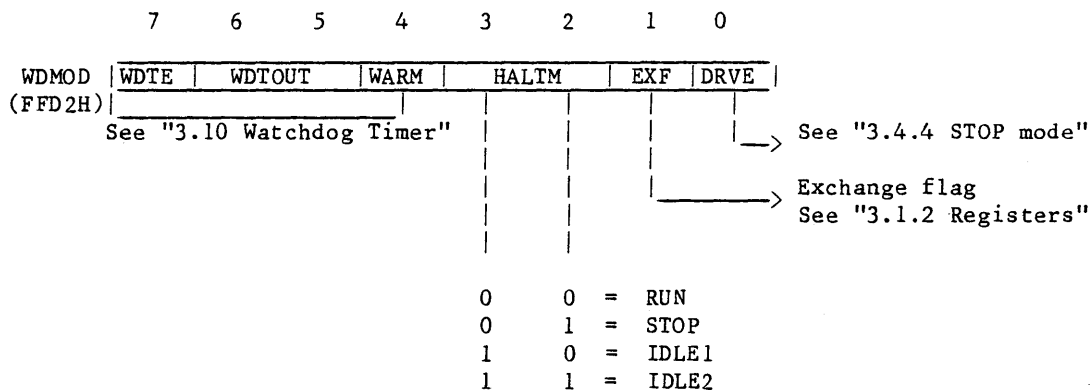 7 6 5 4 3 2 1 0
WDMOD | WDTE | WDTOUT | WARM | HALTM | EXF | DRVE |
(FFD2H)
See "3.10 Watchdog Timer"
See "3.4.4 STOP mode"
Exchange flag
See "3.1.2 Registers"
0 0 = RUN
0 1 = STOP
1 0 = IDLE1
1 1 = IDLE2